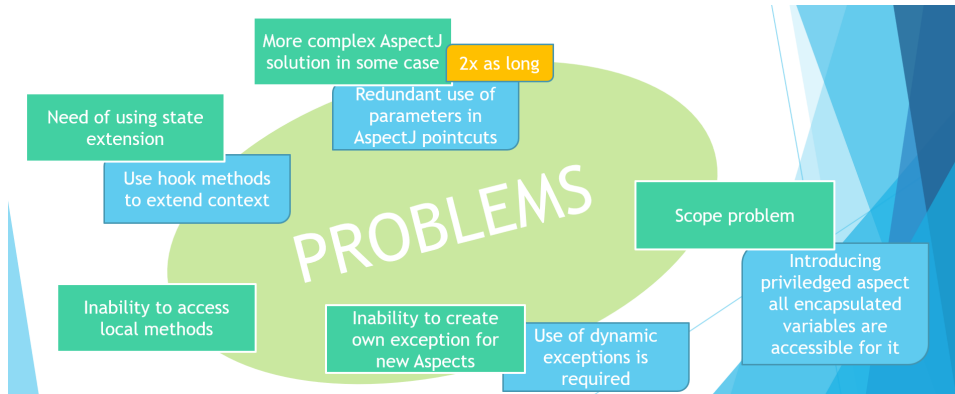 More complex AspectJ
solution in some case
2x as long
Redundant use of
parameters in
AspectJ pointcuts
Need of using state
extension
Use hook methods
to extend context
PROBLEMS
Scope problem
Introducing
priviledged aspect
all encapsulated
variables are
accessible for it
Inability to access
local methods
Inability to create
own exception for
new Aspects
Use of dynamic
exceptions is
required